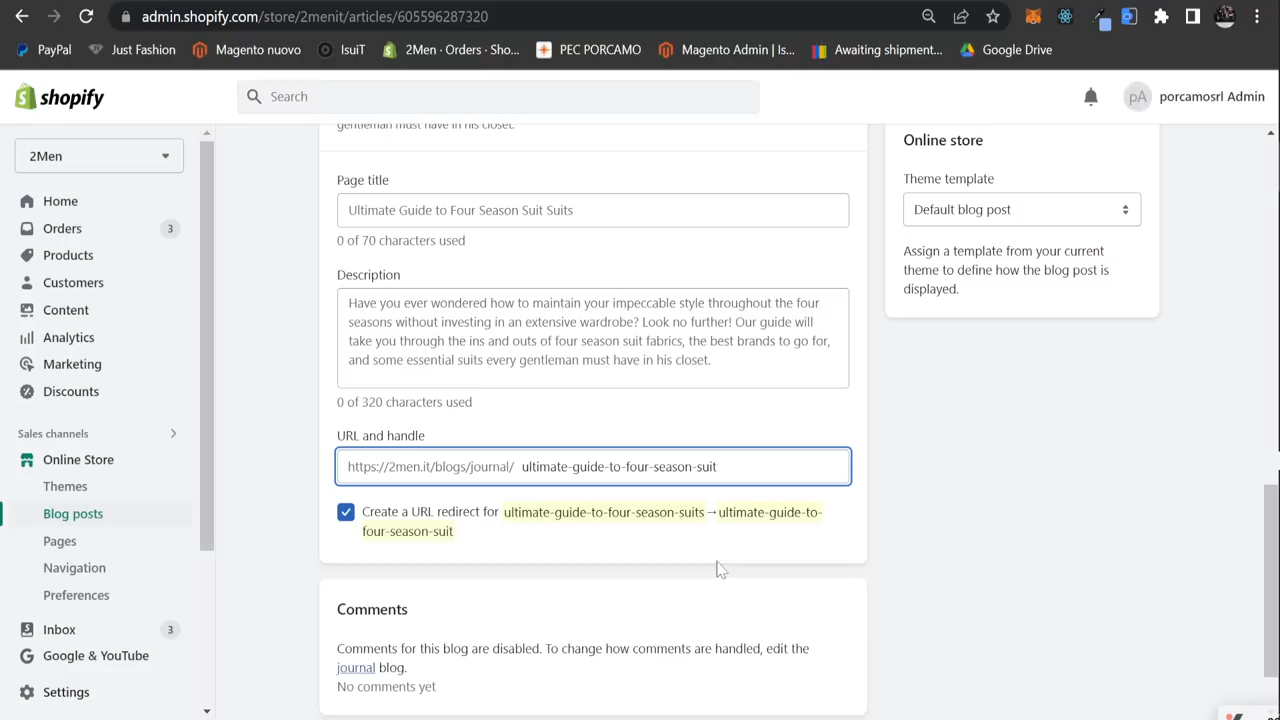 admin.shopify.com/store/2menit/articles/605596287320
PayPal
Just Fashion
Magento nuovo
IsuiT
2Men · Orders · Sho...
PEC PORCAMO
Magento Admin | Is...
Awaiting shipment...
Google Drive
shopify
Search
pA
porcamosrl Admin
2Men
Home
Orders
3
Products
Customers
Content
Analytics
Marketing
Discounts
Sales channels
Online Store
Themes
Blog posts
Pages
Navigation
Preferences
Inbox
3
Google & YouTube
Settings
gentleman must have in his closet.
Page title
Ultimate Guide to Four Season Suit Suits
0 of 70 characters used
Description
Have you ever wondered how to maintain your impeccable style throughout the four
seasons without investing in an extensive wardrobe? Look no further! Our guide will
take you through the ins and outs of four season suit fabrics, the best brands to go for,
and some essential suits every gentleman must have in his closet.
0 of 320 characters used
URL and handle
https://2men.it/blogs/journal/ ultimate-guide-to-four-season-suit
Create a URL redirect for ultimate-guide-to-four-season-suits → ultimate-guide-to-
four-season-suit
Comments
Comments for this blog are disabled. To change how comments are handled, edit the
journal blog.
No comments yet
Online store
Theme template
Default blog post
Assign a template from your current
theme to define how the blog post is
displayed.